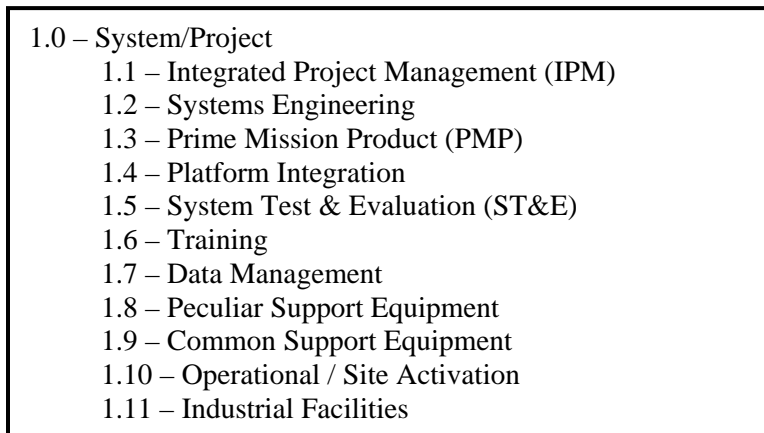 1.0 – System/Project
1.1 – Integrated Project Management (IPM)
1.2 – Systems Engineering
1.3 – Prime Mission Product (PMP)
1.4 – Platform Integration
1.5 – System Test & Evaluation (ST&E)
1.6 – Training
1.7 – Data Management
1.8 – Peculiar Support Equipment
1.9 – Common Support Equipment
1.10 – Operational / Site Activation
1.11 – Industrial Facilities